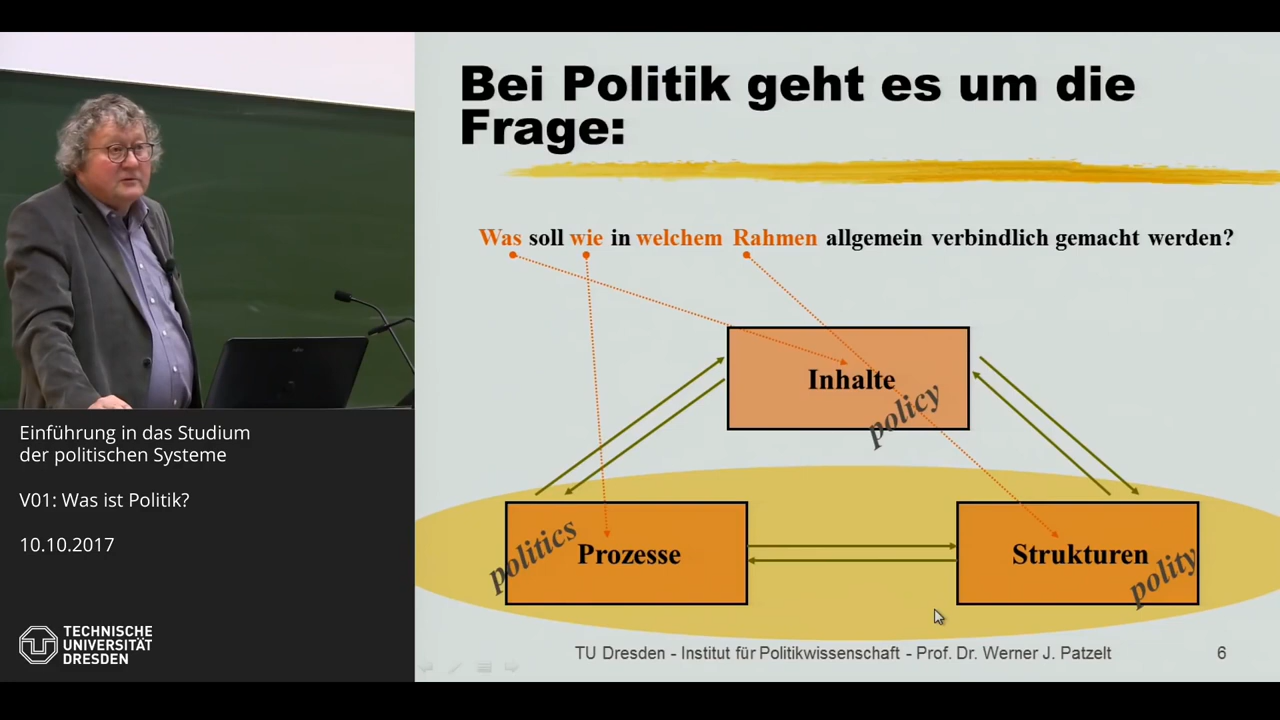 Bei Politik geht es um die
Frage:
Was soll wie in welchem Rahmen allgemein verbindlich gemacht werden?
Inhalte
policy
politics
Prozesse
Strukturen
polity
TU Dresden - Institut für Politikwissenschaft - Prof. Dr. Werner J. Patzelt
6
Einführung in das Studium
der politischen Systeme
V01: Was ist Politik?
10.10.2017
TECHNISCHE
UNIVERSITÄT
DRESDEN